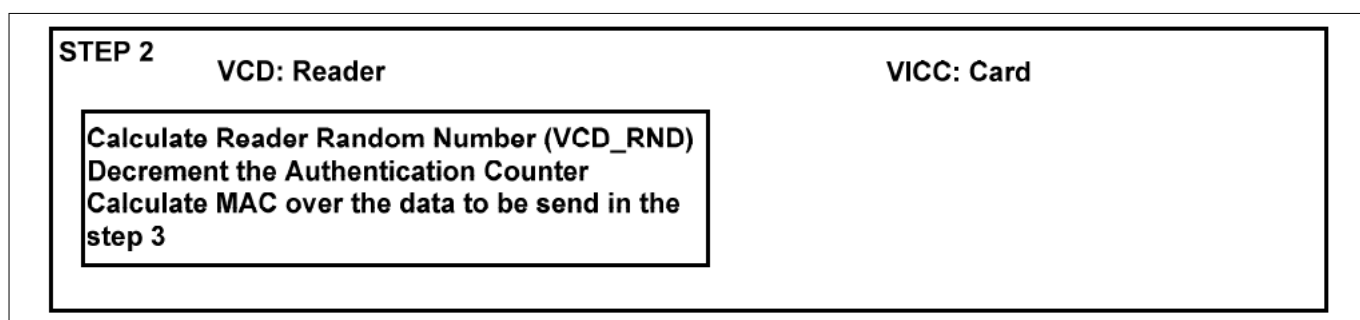 STEP 2
VCD: Reader
VICC: Card
Calculate Reader Random Number (VCD_RND)
Decrement the Authentication Counter
Calculate MAC over the data to be send in the
step 3